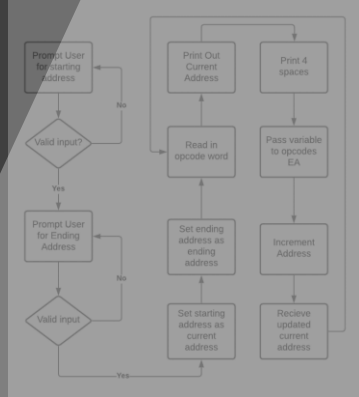 Prompt User
for starting
address
No
Valid input?
Yes
Prompt User
for Ending
Address
No
Valid input
Yes
Set starting
address as
current
address
Set ending
address as
ending
address
Read in
opcode word
Print Out
Current
Address
Print 4
spaces
Pass variable
to opcodes
EA
Increment
Address
Recieve
updated
current
address